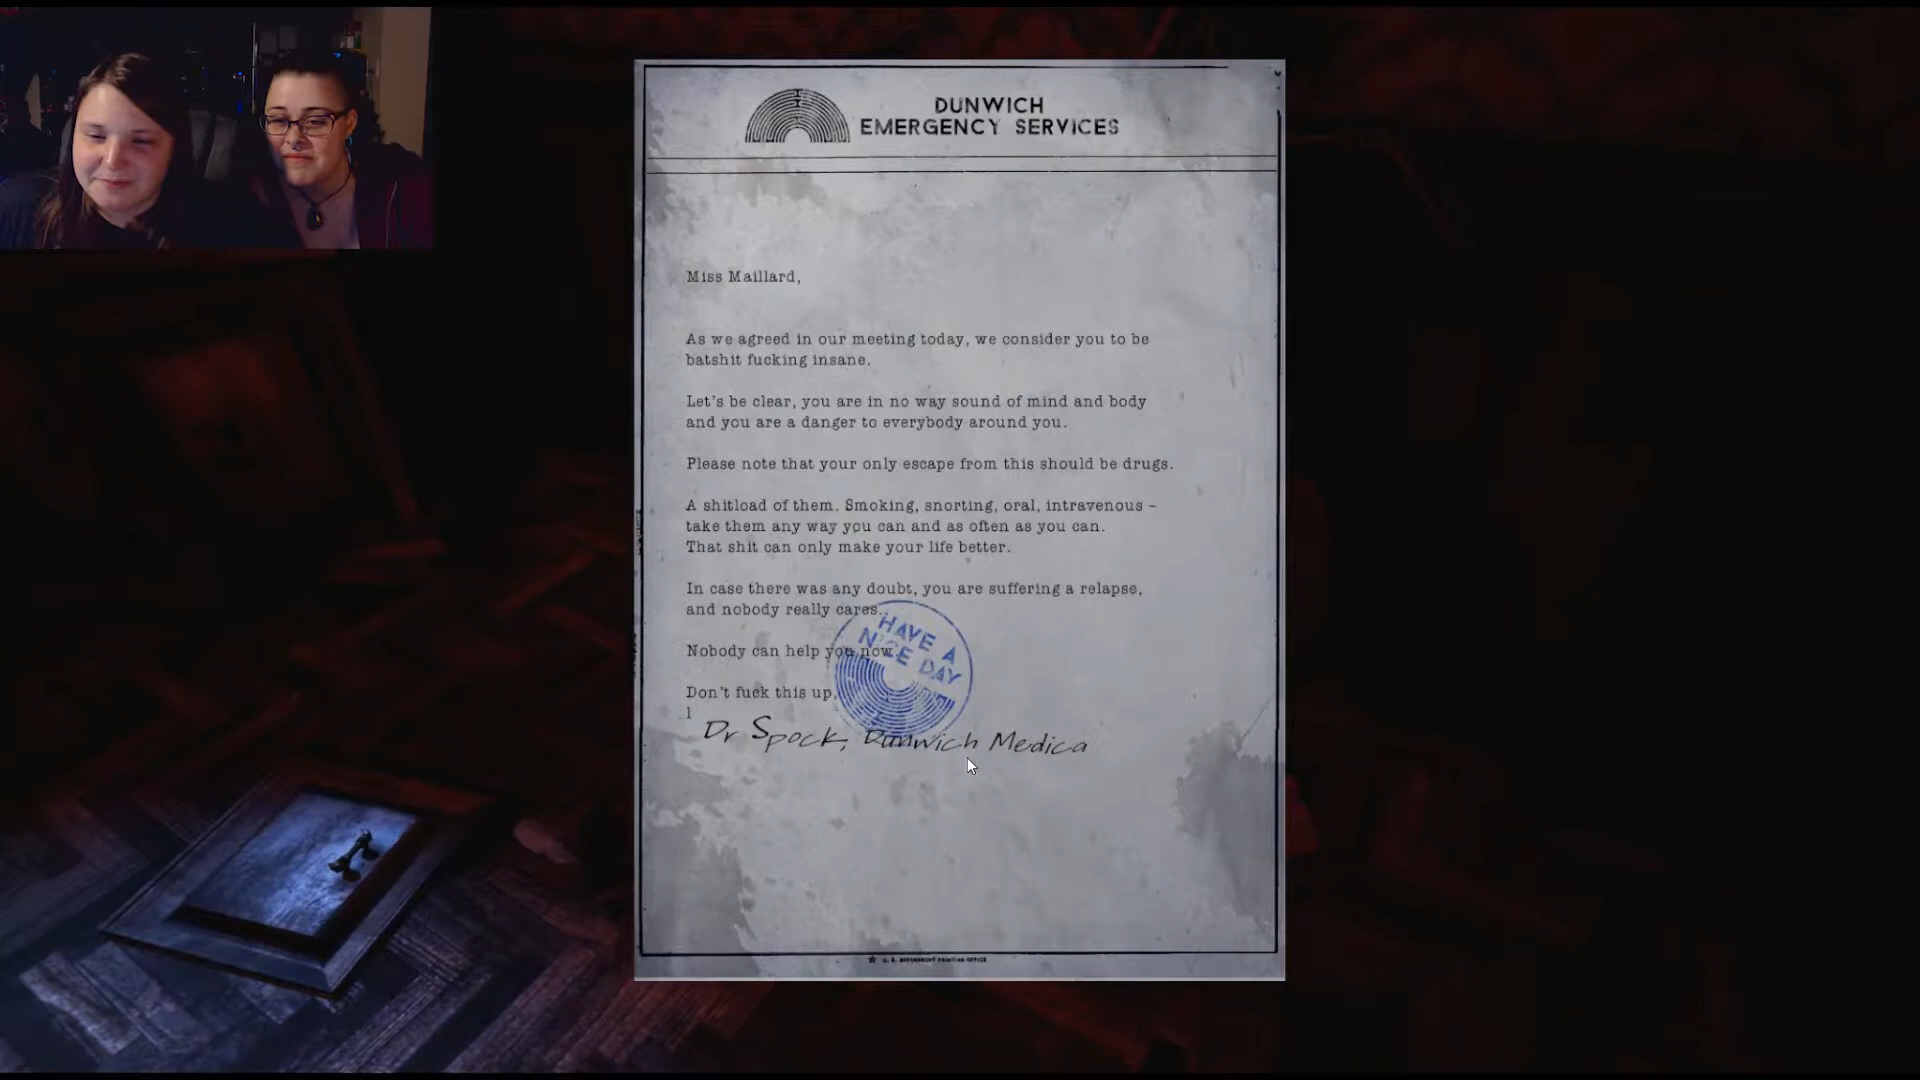 DUNWICH
EMERGENCY SERVICES
Miss Maillard,
As we agreed in our meeting today, we consider you to be
batshit fucking insane.
Let's be clear, you are in no way sound of mind and body
and you are a danger to everybody around you.
Please note that your only escape from this should be drugs.
A shitload of them. Smoking, snorting, oral, intravenous –
take them any way you can and as often as you can.
That shit can only make your life better.
In case there was any doubt, you are suffering a relapse,
and nobody really cares.
Nobody can help you now.
HAVE A
NICE DAY
Don't fuck this up,
l
Dr Spock, Dunwich Medica
U. S. GOVERNMENT PRINTING OFFICE